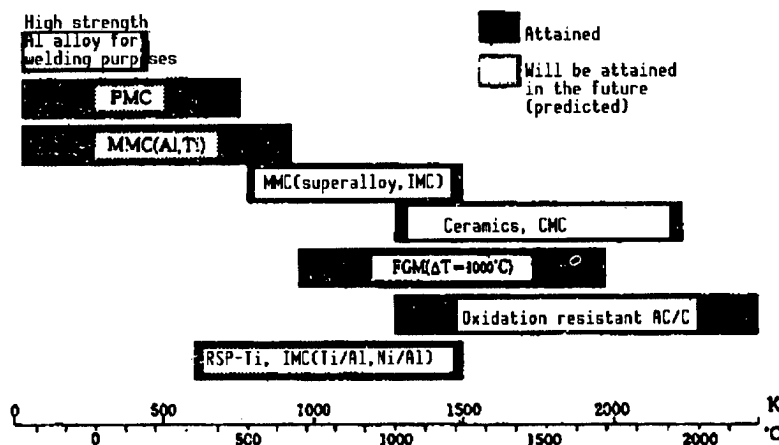 High strength
Al alloy for
welding purposes
Attained
Will be attained
in the future
(predicted)
PMC
MMC(Al,Ti)
MMC(superalloy,IMC)
Ceramics, CMC
FGM(ΔT=1000°C)
Oxidation resistant AC/C
RSP-Ti, IMC(Ti/Al,Ni/Al)
0 500 1000 1500 2000 K
0 500 1000 1500 2000 °C